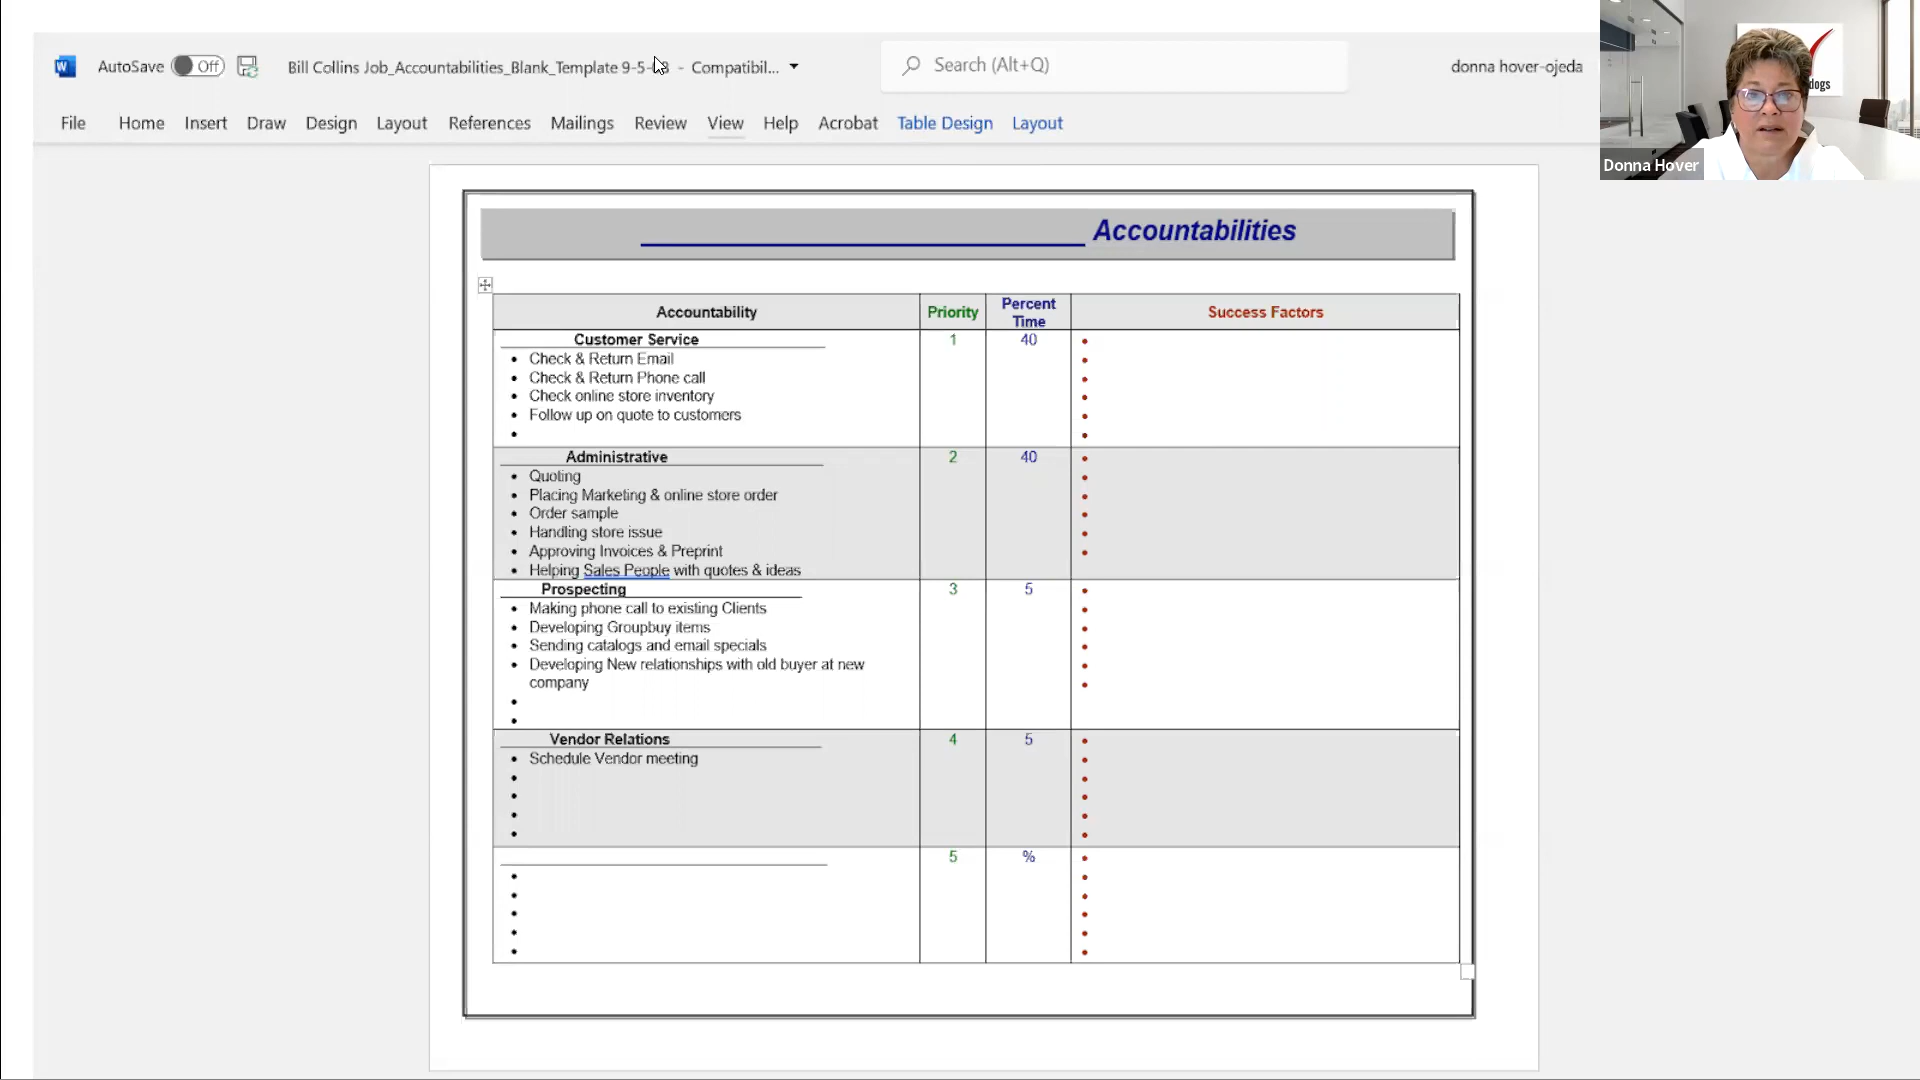 AutoSave Off Bill Collins Job_Accountabilities_Blank_Template 9-5- - Compatibil... Search (Alt+Q) donna hover-ojeda
dogs
File Home Insert Draw Design Layout References Mailings Review View Help Acrobat Table Design Layout
Donna Hover
Accountabilities
Accountability Priority Percent Time Success Factors
Customer Service 1 40
• Check & Return Email
• Check & Return Phone call
• Check online store inventory
• Follow up on quote to customers
Administrative 2 40
• Quoting
• Placing Marketing & online store order
• Order sample
• Handling store issue
• Approving Invoices & Preprint
• Helping Sales People with quotes & ideas
Prospecting 3 5
• Making phone call to existing Clients
• Developing Groupbuy items
• Sending catalogs and email specials
• Developing New relationships with old buyer at new
company
Vendor Relations 4 5
• Schedule Vendor meeting
5 %